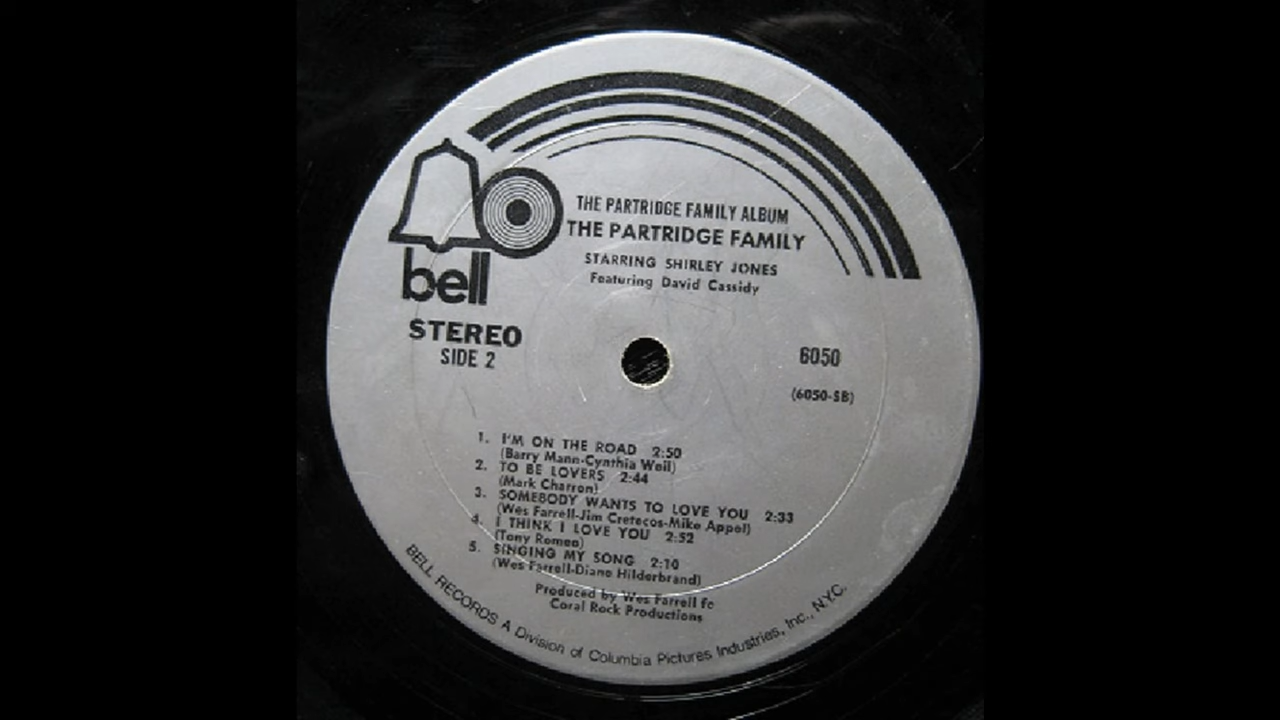 THE PARTRIDGE FAMILY ALBUM
THE PARTRIDGE FAMILY
STARRING SHIRLEY JONES
Featuring David Cassidy
bell
STEREO
SIDE 2
6050
(6050-SB)
1. I'M ON THE ROAD 2:50
(Barry Mann-Cynthia Weil)
2. TO BE LOVERS 2:44
(Mark Charron)
3. SOMEBODY WANTS TO LOVE YOU 2:33
(Wes Farrell-Jim Cretecos-Mike Appel)
4. I THINK I LOVE YOU 2:52
(Tony Romeo)
5. SINGING MY SONG 2:10
(Wes Farrell-Diane Hilderbrand)
Produced by Wes Farrell fc
Coral Rock Productions
BELL RECORDS A Division of Columbia Pictures Industries, Inc., N.Y.C.